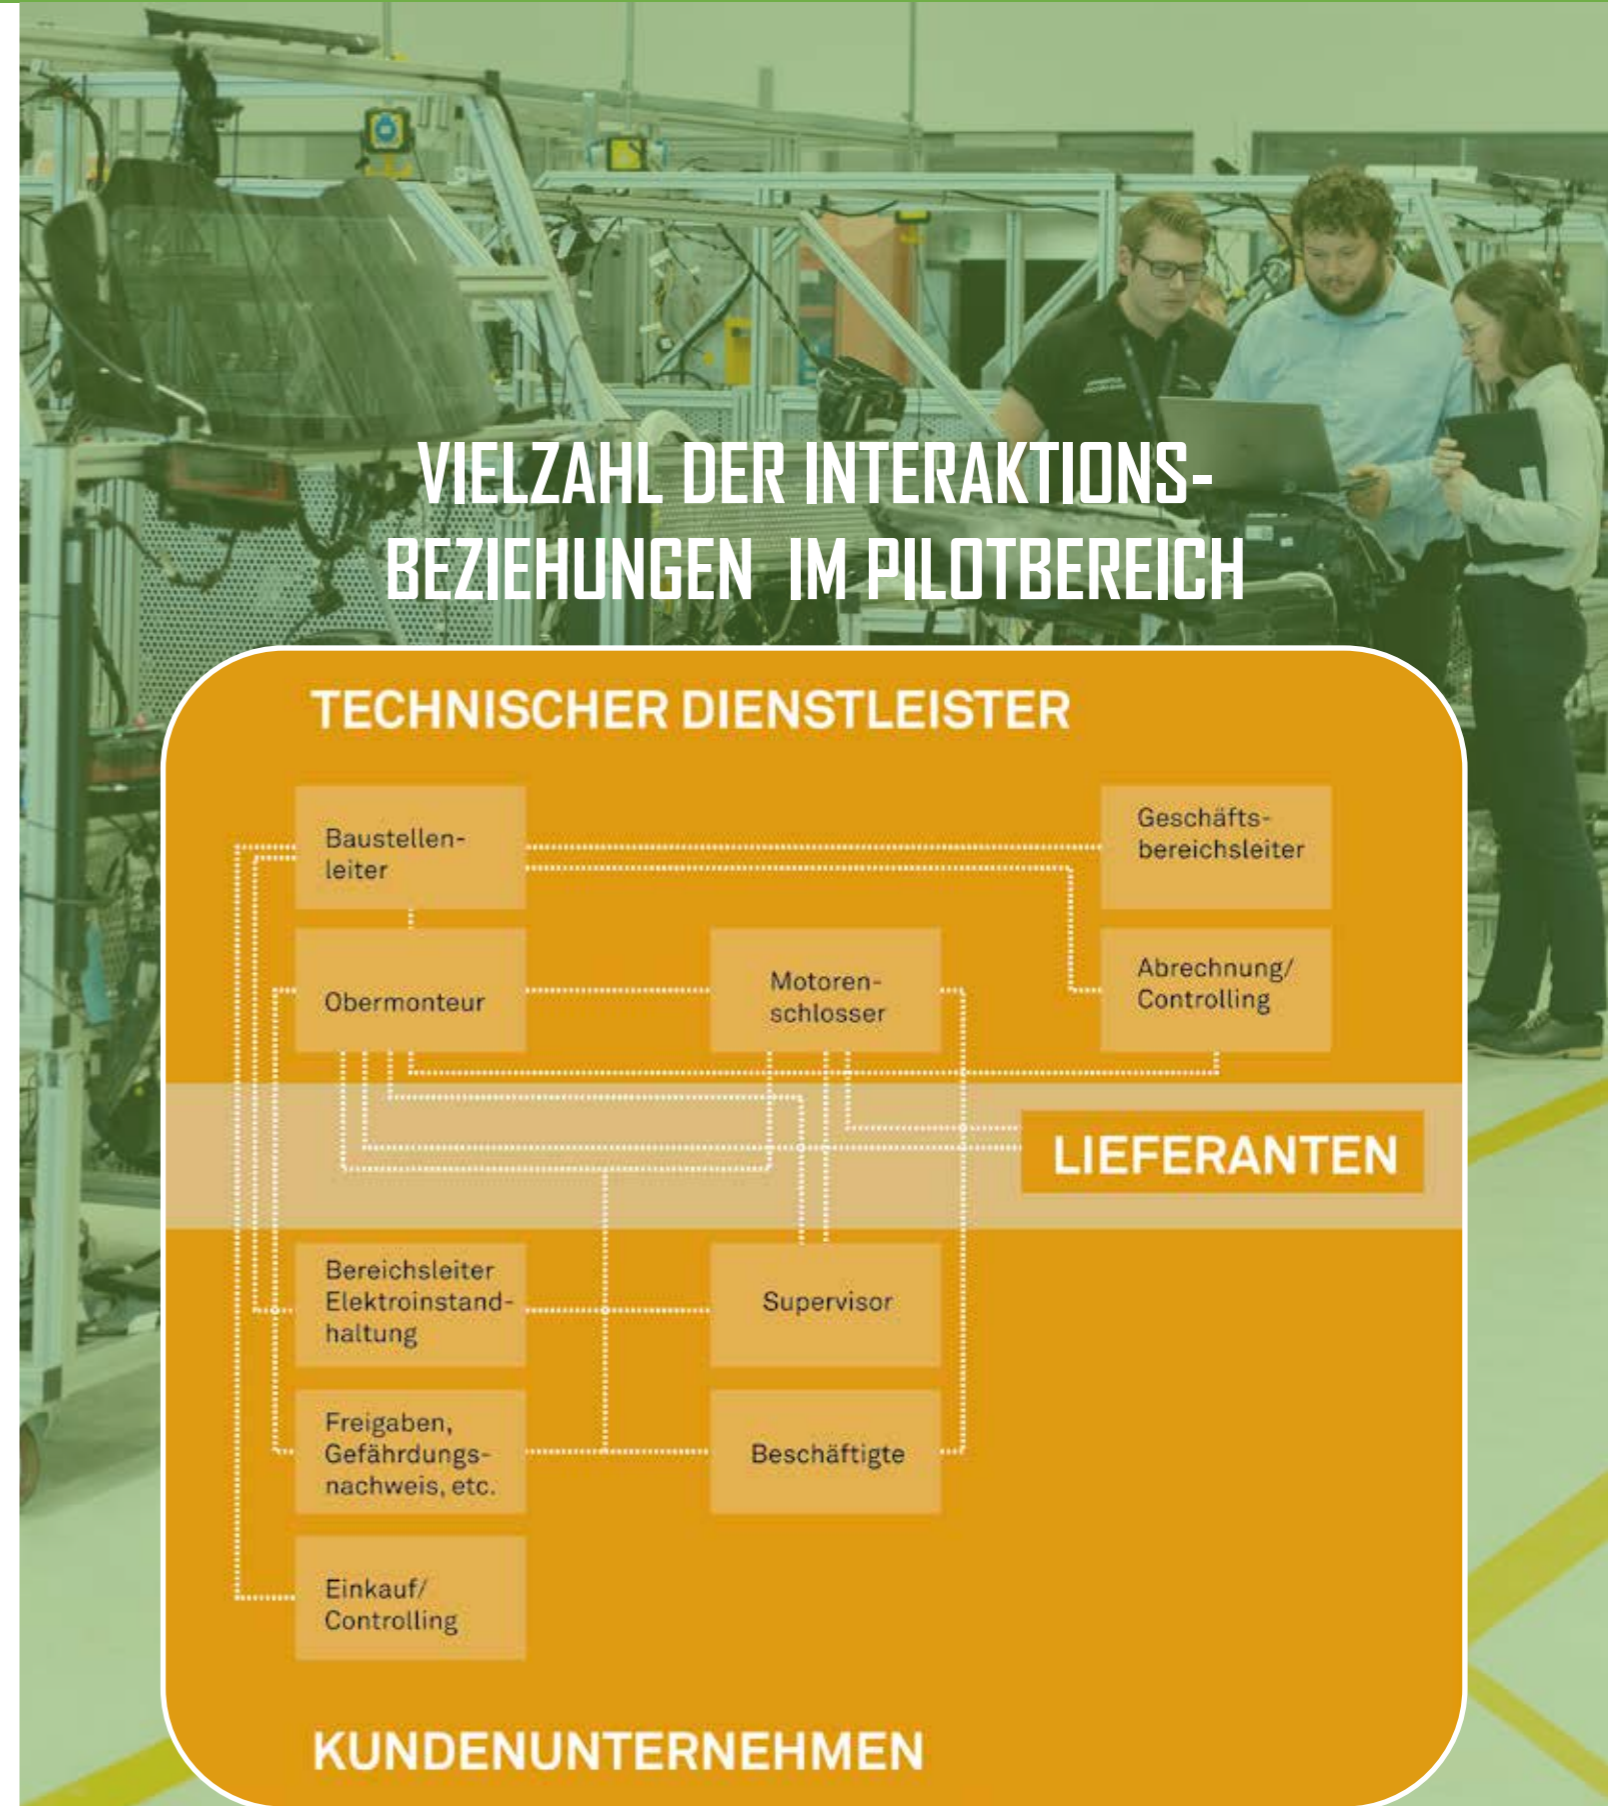 VIELZAHL DER INTERAKTIONS-
BEZIEHUNGEN IM PILOTBEREICH
TECHNISCHER DIENSTLEISTER
Baustellen-
leiter
Geschäfts-
bereichsleiter
Obermonteur
Motoren-
schlosser
Abrechnung/
Controlling
LIEFERANTEN
Bereichsleiter
Elektroinstand-
haltung
Supervisor
Freigaben,
Gefährdungs-
nachweis, etc.
Beschäftigte
Einkauf/
Controlling
KUNDENUNTERNEHMEN